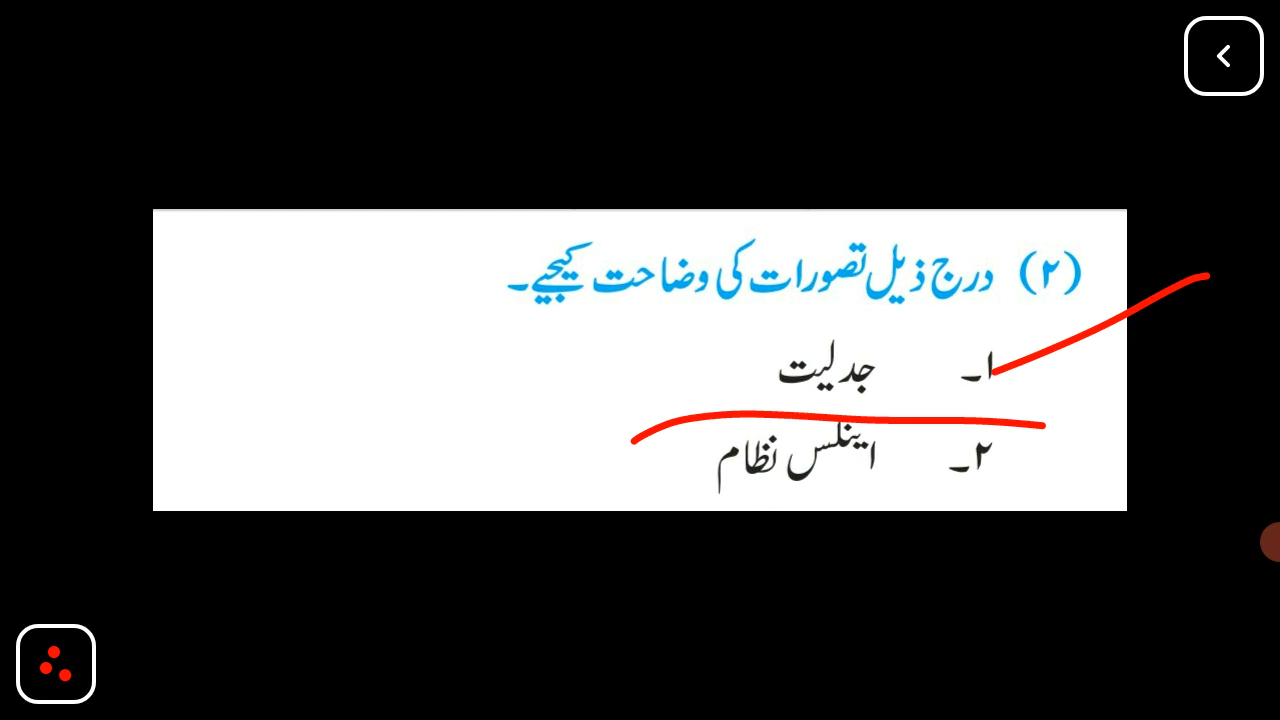 (۲) درج ذیل تصورات کی وضاحت کیجیے۔
۱۔ جدلیت
۲۔ اینلس نظام